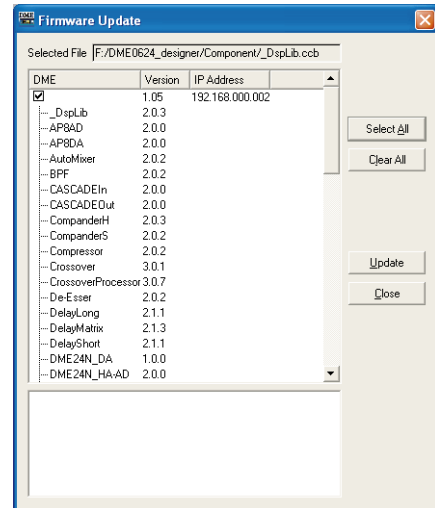 DME Firmware Update
Selected File F:/DME0624_designer/Component/_DspLib.ccb
DME Version IP Address
1.05 192.168.000.002
_DspLib 2.0.3
AP8AD 2.0.0
AP8DA 2.0.0
AutoMixer 2.0.2
BPF 2.0.2
CASCADEIn 2.0.0
CASCADEOut 2.0.0
CompanderH 2.0.3
CompanderS 2.0.2
Compressor 2.0.2
Crossover 3.0.1
CrossoverProcessor 3.0.7
De-Esser 2.0.2
DelayLong 2.1.1
DelayMatrix 2.1.3
DelayShort 2.1.1
DME24N_DA 1.0.0
DME24N_HA-AD 2.0.0
Select All
Clear All
Update
Close